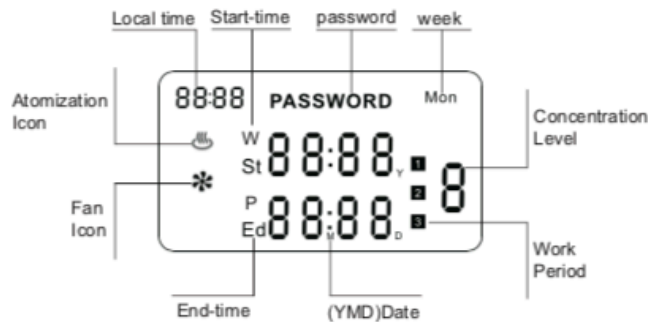 Local time Start-time password week
Atomization
Icon
Fan
Icon
88:88 PASSWORD Mon
W
St 88:88 Y
P
Ed 88:88 M D
1
2
3
8
Concentration
Level
Work
Period
End-time (YMD)Date